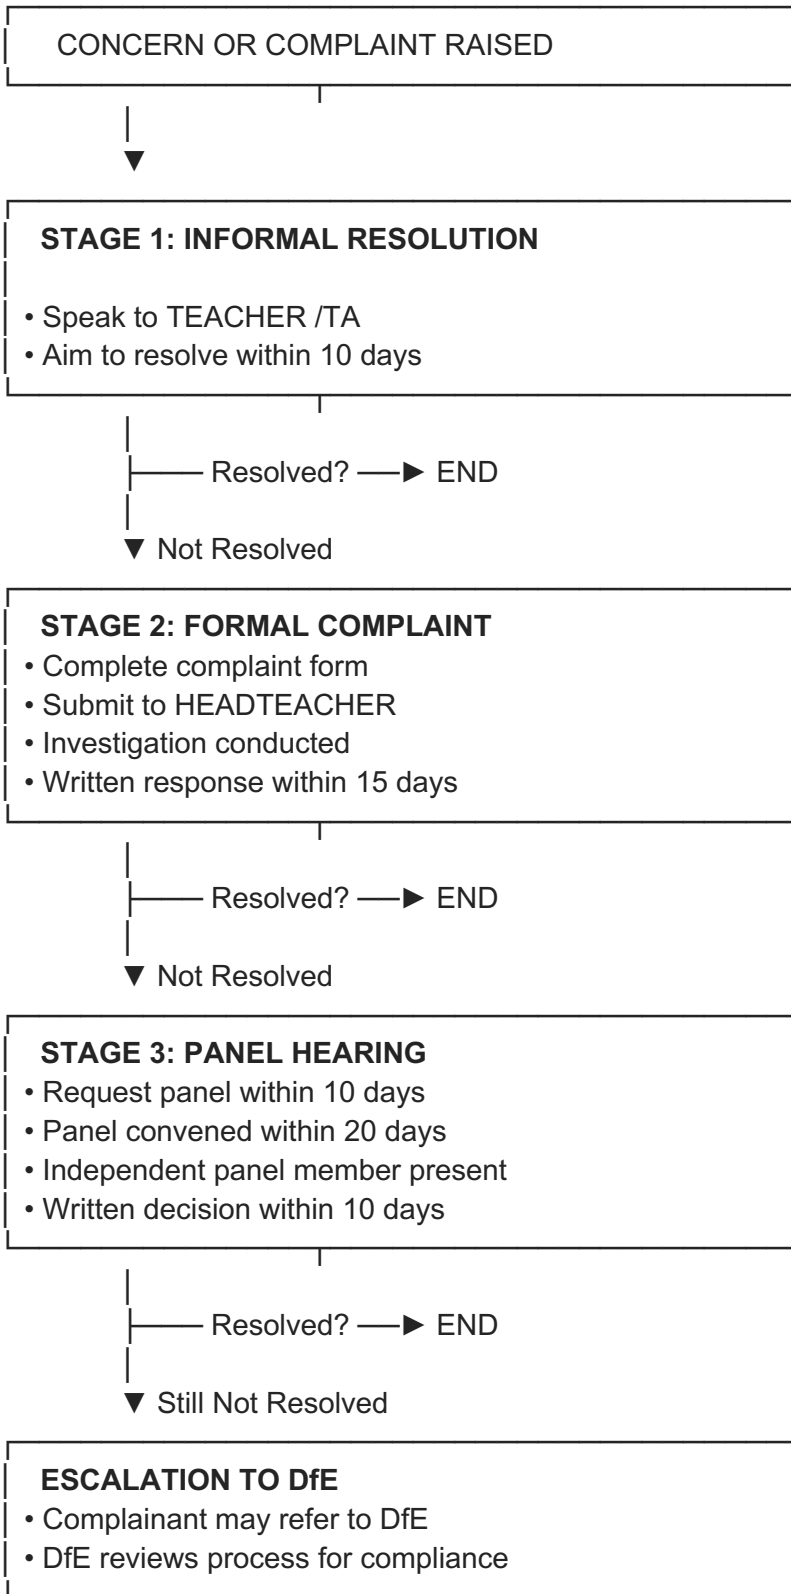 CONCERN OR COMPLAINT RAISED
▼
STAGE 1: INFORMAL RESOLUTION
• Speak to TEACHER /TA
• Aim to resolve within 10 days
Resolved? ──► END
▼ Not Resolved
STAGE 2: FORMAL COMPLAINT
• Complete complaint form
• Submit to HEADTEACHER
• Investigation conducted
• Written response within 15 days
Resolved? ──► END
▼ Not Resolved
STAGE 3: PANEL HEARING
• Request panel within 10 days
• Panel convened within 20 days
• Independent panel member present
• Written decision within 10 days
Resolved? ──► END
▼ Still Not Resolved
ESCALATION TO DfE
• Complainant may refer to DfE
• DfE reviews process for compliance